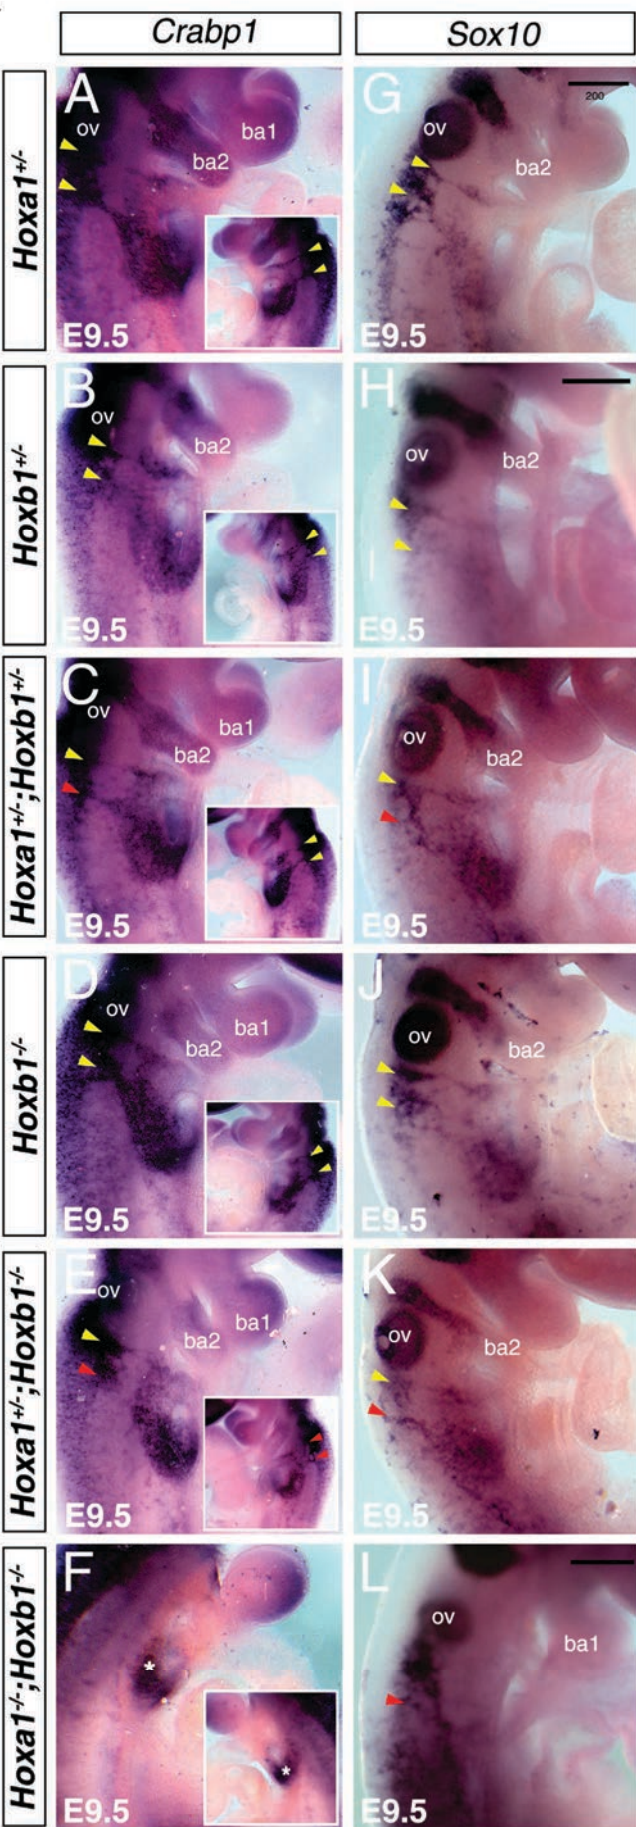 Crabp1
Sox10
Hoxa1+/-
A
ov
ba1
ba2
E9.5
G
200
ov
ba2
E9.5
Hoxb1+/-
B
ov
ba2
E9.5
H
ov
ba2
E9.5
Hoxa1+/-;Hoxb1+/-
C
ov
ba1
ba2
E9.5
I
ov
ba2
E9.5
Hoxb1-/-
D
ov
ba1
ba2
E9.5
J
ov
ba2
E9.5
Hoxa1+/-;Hoxb1-/-
E
ov
ba1
ba2
E9.5
K
ov
ba2
E9.5
Hoxa1-/-;Hoxb1-/-
F
*
*
E9.5
L
ov
ba1
E9.5